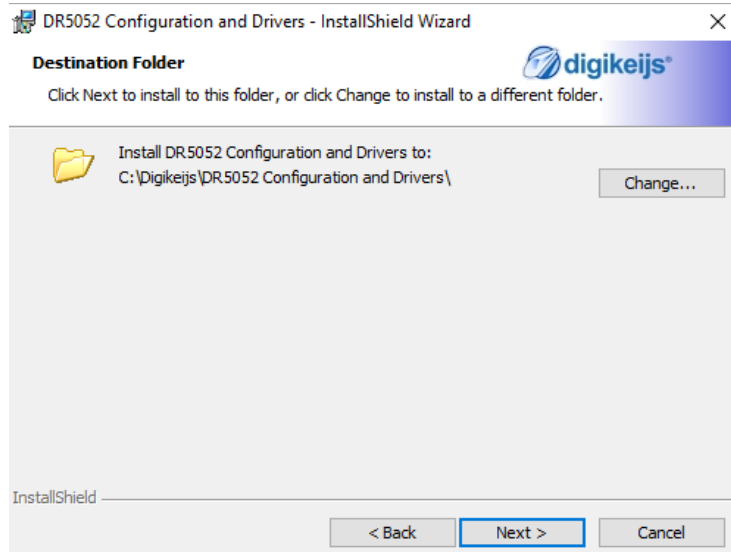 DR5052 Configuration and Drivers - InstallShield Wizard
Destination Folder
digikeijs®
Click Next to install to this folder, or click Change to install to a different folder.
Install DR5052 Configuration and Drivers to:
C:\Digikeijs\DR5052 Configuration and Drivers\
Change...
InstallShield
< Back
Next >
Cancel